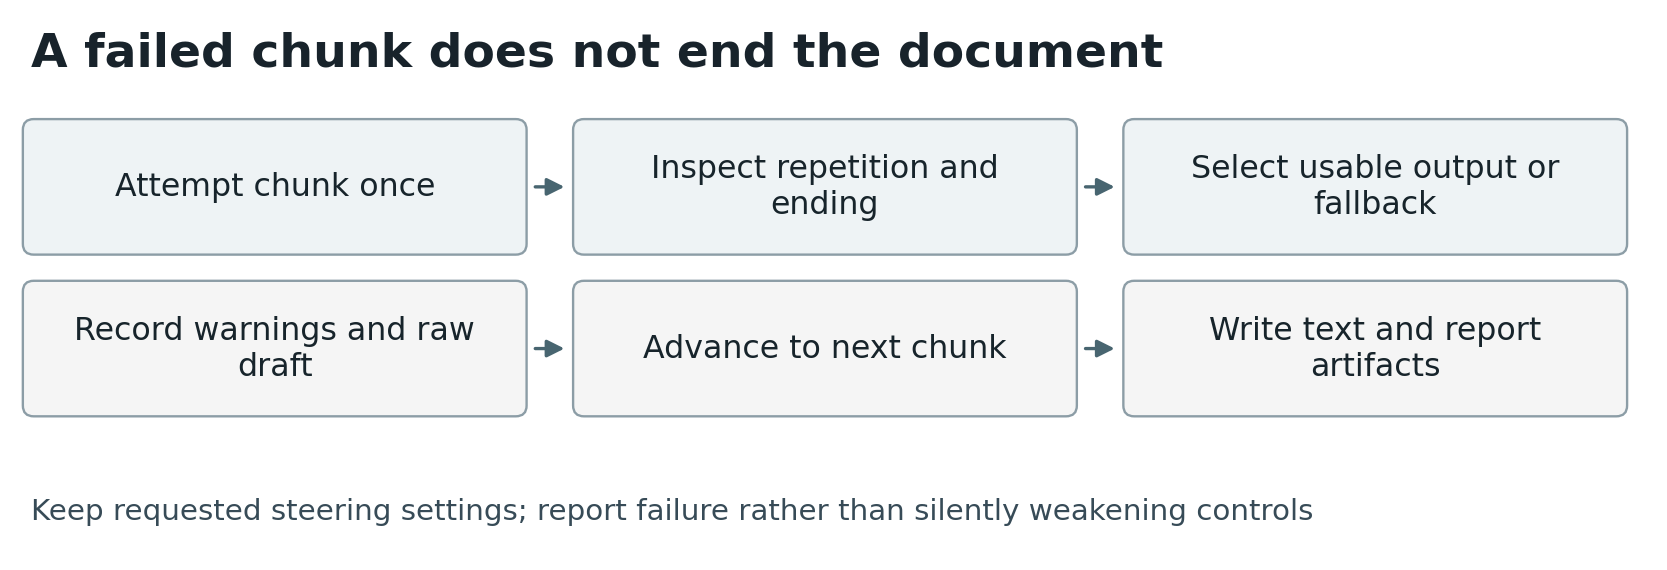 A failed chunk does not end the document
Attempt chunk once
Inspect repetition and
ending
Select usable output or
fallback
Record warnings and raw
draft
Advance to next chunk
Write text and report
artifacts
Keep requested steering settings; report failure rather than silently weakening controls